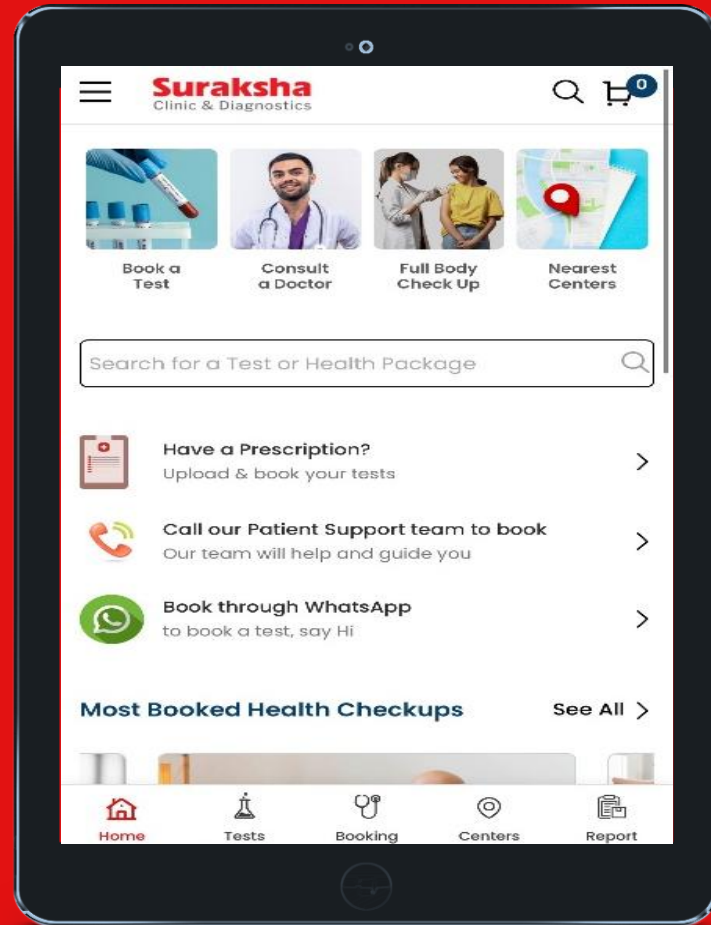 Suraksha
Clinic & Diagnostics
0
Book a
Test
Consult
a Doctor
Full Body
Check Up
Nearest
Centers
Search for a Test or Health Package
Have a Prescription?
Upload & book your tests
Call our Patient Support team to book
Our team will help and guide you
Book through WhatsApp
to book a test, say Hi
Most Booked Health Checkups
See All
Home
Tests
Booking
Centers
Report